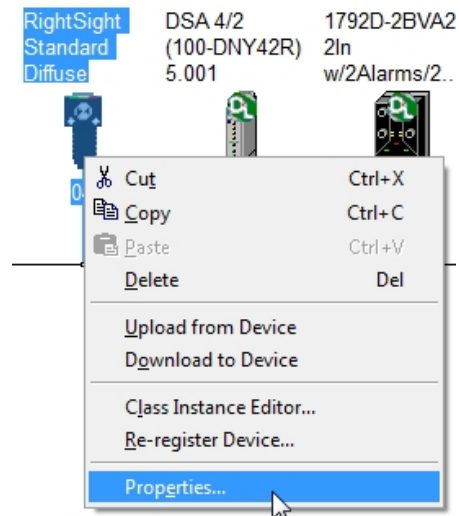 RightSight
Standard
Diffuse
DSA 4/2
(100-DNY42R)
5.001
1792D-2BVA2
2In
w/2Alarms/2..
Cut Ctrl+X
Copy Ctrl+C
Paste Ctrl+V
Delete Del
Upload from Device
Download to Device
Class Instance Editor...
Re-register Device...
Properties...